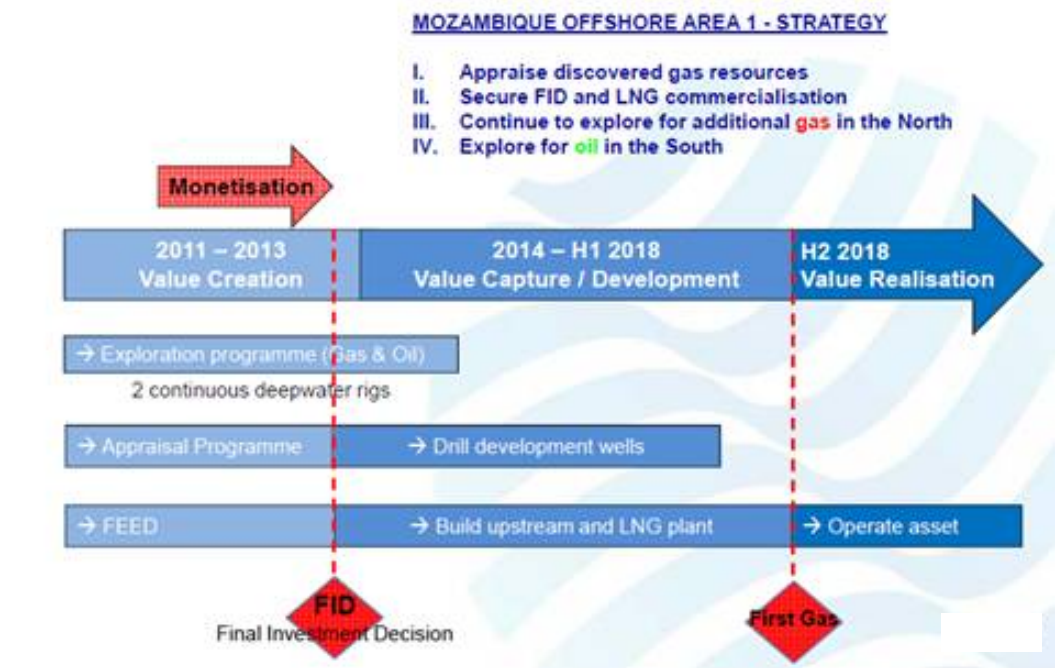 MOZAMBIQUE OFFSHORE AREA 1 - STRATEGY
I. Appraise discovered gas resources
II. Secure FID and LNG commercialisation
III. Continue to explore for additional gas in the North
IV. Explore for oil in the South
Monetisation
2011 – 2013
Value Creation
2014 – H1 2018
Value Capture / Development
H2 2018
Value Realisation
→ Exploration programme (Gas & Oil)
2 continuous deepwater rigs
→ Appraisal Programme
→ Drill development wells
→ FEED
→ Build upstream and LNG plant
→ Operate asset
FID
Final Investment Decision
First Gas